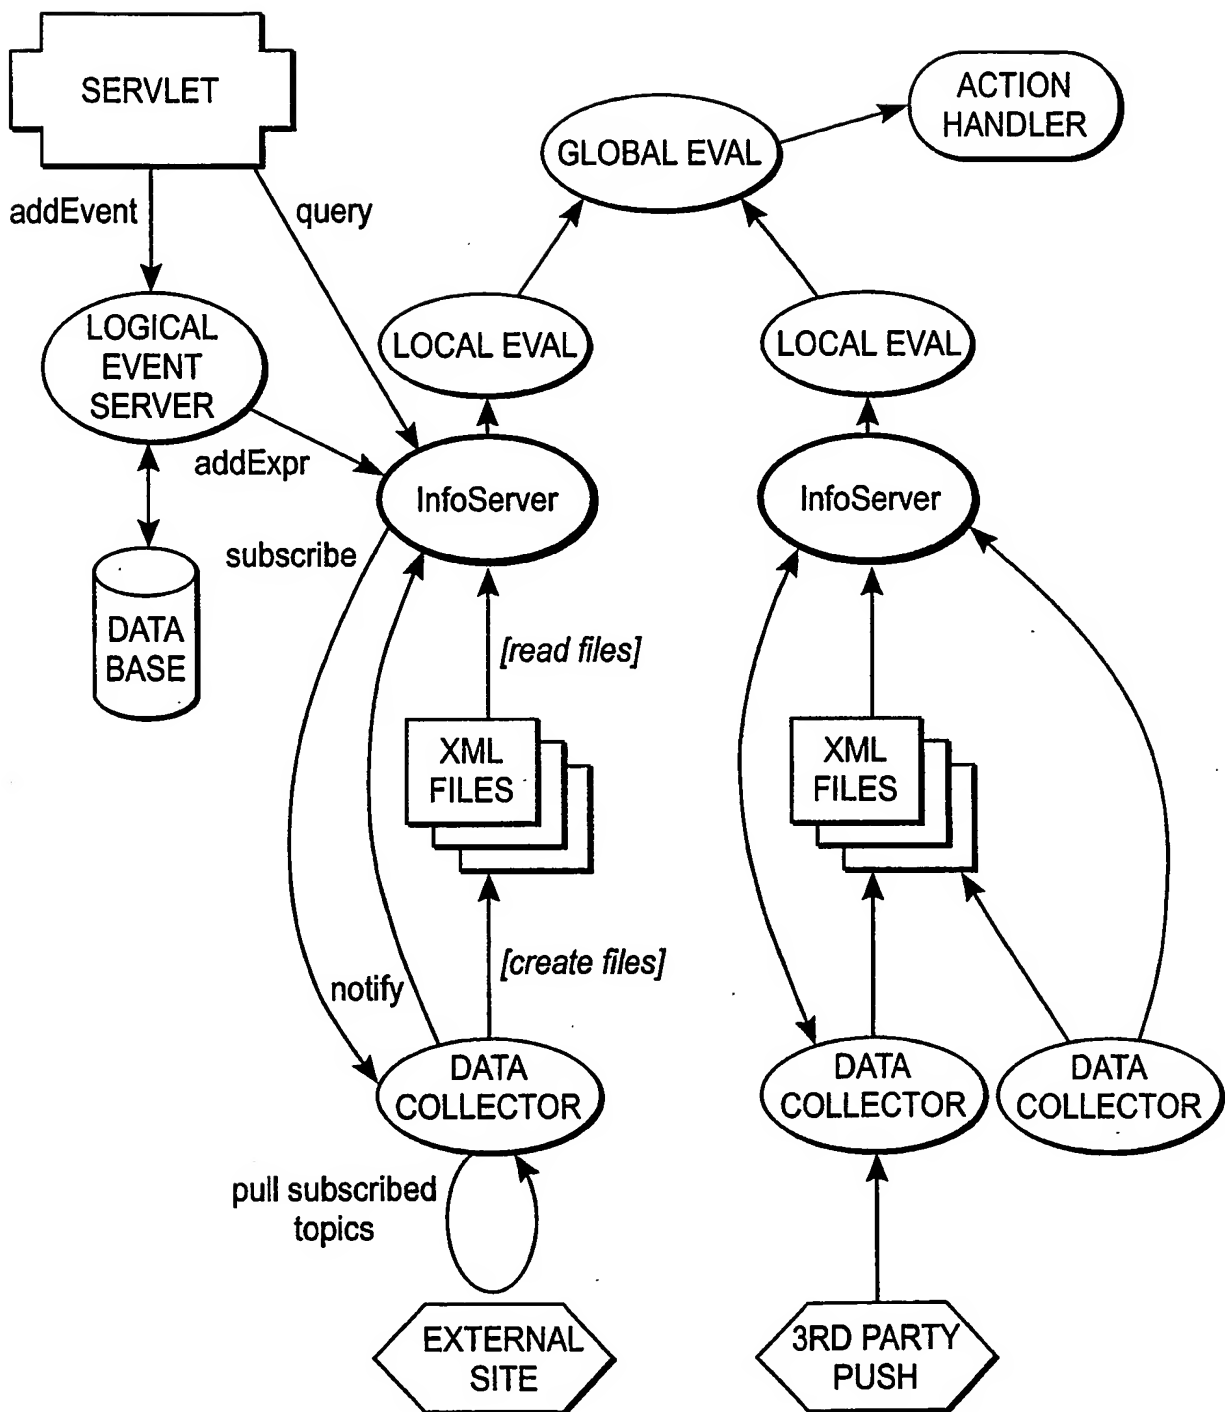 SERVLET
ACTION
HANDLER
GLOBAL EVAL
addEvent
query
LOGICAL
EVENT
SERVER
LOCAL EVAL
LOCAL EVAL
addExpr
InfoServer
InfoServer
subscribe
DATA
BASE
[read files]
XML
FILES
XML
FILES
[create files]
notify
DATA
COLLECTOR
DATA
COLLECTOR
DATA
COLLECTOR
pull subscribed
topics
EXTERNAL
SITE
3RD PARTY
PUSH